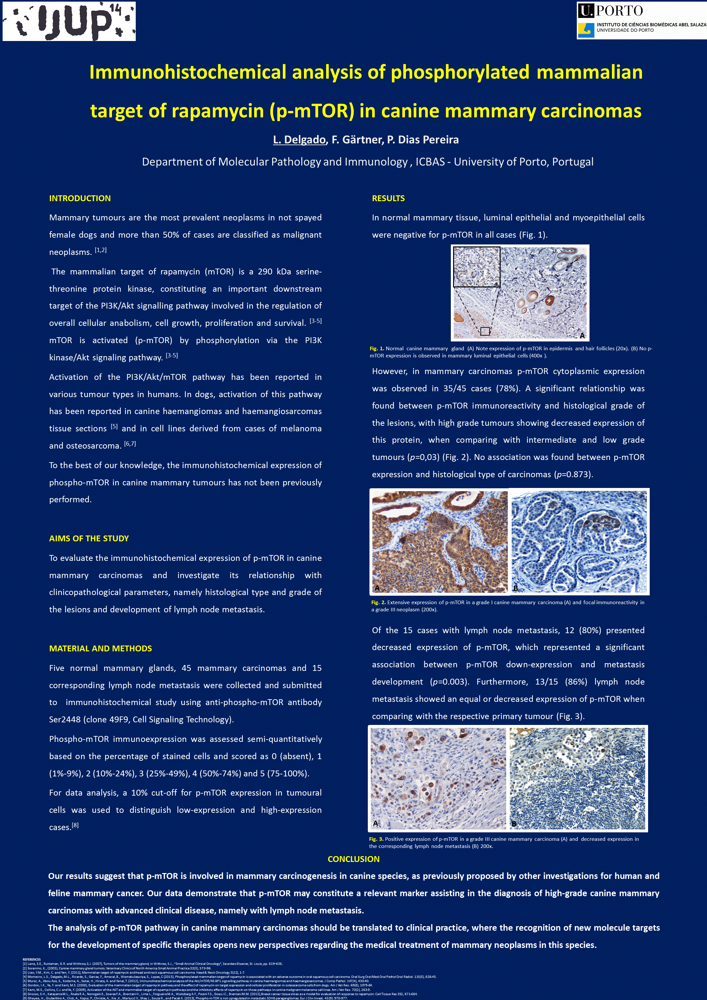 IJUP14
U. PORTO
INSTITUTO DE CIÊNCIAS BIOMÉDICAS ABEL SALAZA
UNIVERSIDADE DO PORTO
Immunohistochemical analysis of phosphorylated mammalian
target of rapamycin (p-mTOR) in canine mammary carcinomas
L. Delgado, F. Gärtner, P. Dias Pereira
Department of Molecular Pathology and Immunology , ICBAS - University of Porto, Portugal
INTRODUCTION
Mammary tumours are the most prevalent neoplasms in not spayed
female dogs and more than 50% of cases are classified as malignant
neoplasms. [1,2]
The mammalian target of rapamycin (mTOR) is a 290 kDa serine-
threonine protein kinase, constituting an important downstream
target of the PI3K/Akt signalling pathway involved in the regulation of
overall cellular anabolism, cell growth, proliferation and survival. [3-5]
mTOR is activated (p-mTOR) by phosphorylation via the PI3K
kinase/Akt signaling pathway. [3-5]
Activation of the PI3K/Akt/mTOR pathway has been reported in
various tumour types in humans. In dogs, activation of this pathway
has been reported in canine haemangiomas and haemangiosarcomas
tissue sections [5] and in cell lines derived from cases of melanoma
and osteosarcoma. [6,7]
To the best of our knowledge, the immunohistochemical expression of
phospho-mTOR in canine mammary tumours has not been previously
performed.
AIMS OF THE STUDY
To evaluate the immunohistochemical expression of p-mTOR in canine
mammary carcinomas and investigate its relationship with
clinicopathological parameters, namely histological type and grade of
the lesions and development of lymph node metastasis.
MATERIAL AND METHODS
Five normal mammary glands, 45 mammary carcinomas and 15
corresponding lymph node metastasis were collected and submitted
to immunohistochemical study using anti-phospho-mTOR antibody
Ser2448 (clone 49F9, Cell Signaling Technology).
Phospho-mTOR immunoexpression was assessed semi-quantitatively
based on the percentage of stained cells and scored as 0 (absent), 1
(1%-9%), 2 (10%-24%), 3 (25%-49%), 4 (50%-74%) and 5 (75-100%).
For data analysis, a 10% cut-off for p-mTOR expression in tumoural
cells was used to distinguish low-expression and high-expression
cases.[8]
RESULTS
In normal mammary tissue, luminal epithelial and myoepithelial cells
were negative for p-mTOR in all cases (Fig. 1).
B
A
Fig. 1. Normal canine mammary gland (A) Note expression of p-mTOR in epidermis and hair follicles (20x). (B) No p-
mTOR expression is observed in mammary luminal epithelial cells (400x ).
However, in mammary carcinomas p-mTOR cytoplasmic expression
was observed in 35/45 cases (78%). A significant relationship was
found between p-mTOR immunoreactivity and histological grade of
the lesions, with high grade tumours showing decreased expression of
this protein, when comparing with intermediate and low grade
tumours (p=0,03) (Fig. 2). No association was found between p-mTOR
expression and histological type of carcinomas (p=0.873).
A
B
Fig. 2. Extensive expression of p-mTOR in a grade I canine mammary carcinoma (A) and focal immunoreactivity in
a grade III neoplasm (200x).
Of the 15 cases with lymph node metastasis, 12 (80%) presented
decreased expression of p-mTOR, which represented a significant
association between p-mTOR down-expression and metastasis
development (p=0.003). Furthermore, 13/15 (86%) lymph node
metastasis showed an equal or decreased expression of p-mTOR when
comparing with the respective primary tumour (Fig. 3).
A
B
Fig. 3. Positive expression of p-mTOR in a grade III canine mammary carcinoma (A) and decreased expression in
the corresponding lymph node metastasis (B) 200x.
CONCLUSION
Our results suggest that p-mTOR is involved in mammary carcinogenesis in canine species, as previously proposed by other investigations for human and
feline mammary cancer. Our data demonstrate that p-mTOR may constitute a relevant marker assisting in the diagnosis of high-grade canine mammary
carcinomas with advanced clinical disease, namely with lymph node metastasis.
The analysis of p-mTOR pathway in canine mammary carcinomas should be translated to clinical practice, where the recognition of new molecule targets
for the development of specific therapies opens new perspectives regarding the medical treatment of mammary neoplasms in this species.
REFERENCES
[1] Lana, S.E., Rutteman, G.R. and Withrow, S.J. (2007), Tumors of the mammary gland, in Withrow, S.J., "Small Animal Clinical Oncology", Saunders Elsevier, St. Louis, pp. 619–636.
[2] Sorenmo, K., (2003), Canine mammary gland tumors. Veterinary Clinics of North America Small Animal Practice 33(3), 573–96.
[3] Liao, Y.M., Kim, C. and Yen, Y. (2011), Mammalian target of rapamycin and head and neck squamous cell carcinoma. Head & Neck Oncology 3(22), 1-7.
[4] Monteiro, L.S., Delgado, M.L., Ricardo, S., Garcez, F., Amaral, B., Warnakulasuriya, S., Lopes, C (2013), Phosphorylated mammalian target of rapamycin is associated with an adverse outcome in oral squamous cell carcinoma. Oral Surg Oral Med Oral Pathol Oral Radiol. 115(5), 638-45.
[5] Murai, A., Abou Asa, S., Kodama, A., Sakai, H., Hirata, A. and Yanai, T. (2012), Immunohistochemical analysis of the Akt/mTOR/4E-BP1 signalling pathway in canine haemangiomas and haemangiosarcomas. J Comp Pathol. 147(4), 430-40.
[6] Gordon, I.K., Ye, F. and Kent, M.S. (2008), Evaluation of the mammalian target of rapamycin pathway and the effect of rapamycin on target expression and cellular proliferation in osteosarcoma cells from dogs. Am J Vet Res. 69(8), 1079-84.
[7] Kent, M.S., Collins, C.J. and Ye, F. (2009), Activation of the AKT and mammalian target of rapamycin pathways and the inhibitory effects of rapamycin on those pathways in canine malignant melanoma cell lines. Am J Vet Res. 70(2), 263-9.
[8] Grosso, S.H., Katayama M.L., Roela R.A., Nonogaki S., Soares F.A., Brentani H., Lima L., Folgueira M.A., Waitzberg A.F., Pasini F.S., Goes J.C., Brentani M.M. (2013),Breast cancer tissue slices as a model for evaluation of response to rapamycin. Cell Tissue Res 352, 671-684.
[9] Ghayee, H., Giubellilino A., Click, A., Kapur, P., Christie, A., Xie ,X., Martucci V., Shay J., Souza R., and Pacak K. (2013), Phospho m-TOR is not upregulated in metastatic SDHB paragangliomas. Eur J Clin Invest. 43(9): 970-977.